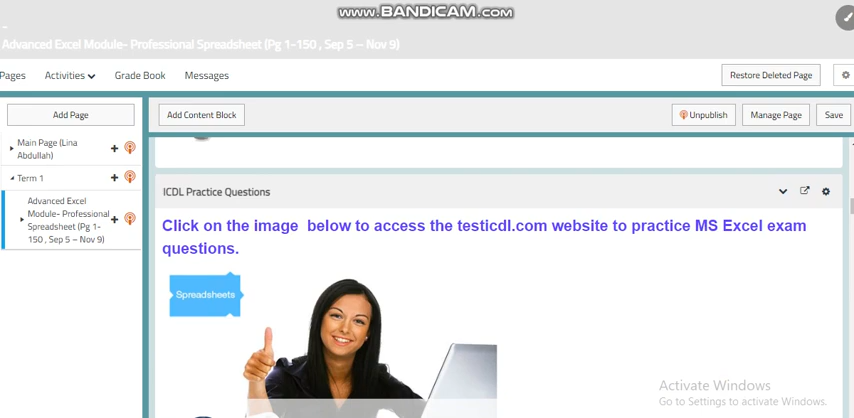 WWW.BANDICAM.COM
Advanced Excel Module- Professional Spreadsheet (Pg 1-150 , Sep 5 – Nov 9)
Pages Activities Grade Book Messages
Restore Deleted Page
Add Page
Add Content Block
Unpublish
Manage Page
Save
Main Page (Lina
Abdullah)
Term 1
Advanced Excel
Module- Professional
Spreadsheet (Pg 1-
150 , Sep 5 – Nov 9)
ICDL Practice Questions
Click on the image below to access the testicdl.com website to practice MS Excel exam
questions.
Spreadsheets
Activate Windows
Go to Settings to activate Windows.